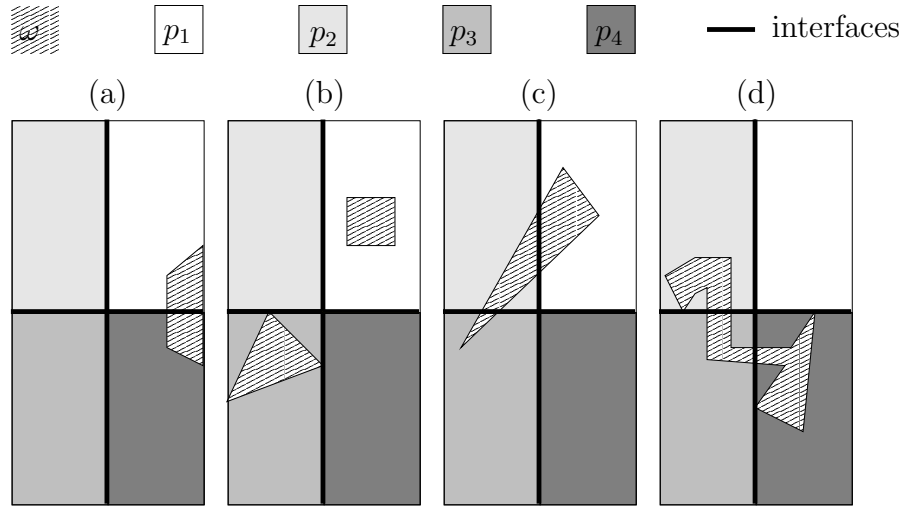 ω p₁ p₂ p₃ p₄ interfaces
(a) (b) (c) (d)